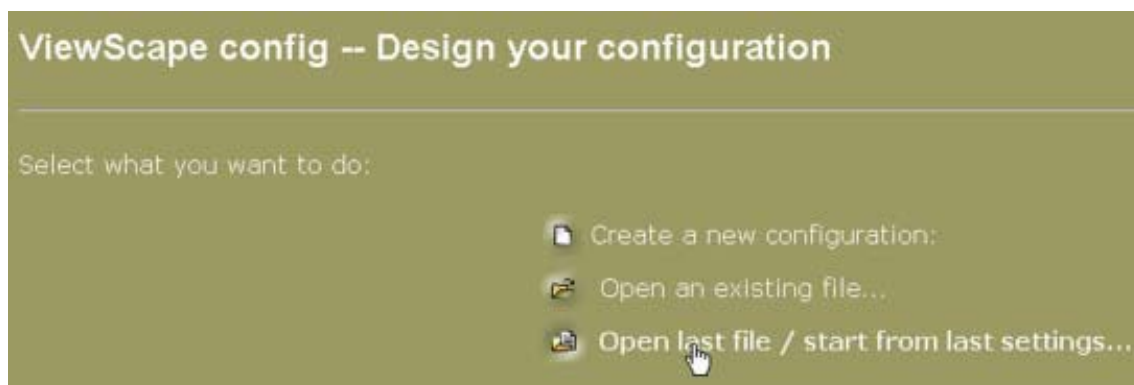 ViewScape config -- Design your configuration
Select what you want to do:
Create a new configuration:
Open an existing file...
Open last file / start from last settings...